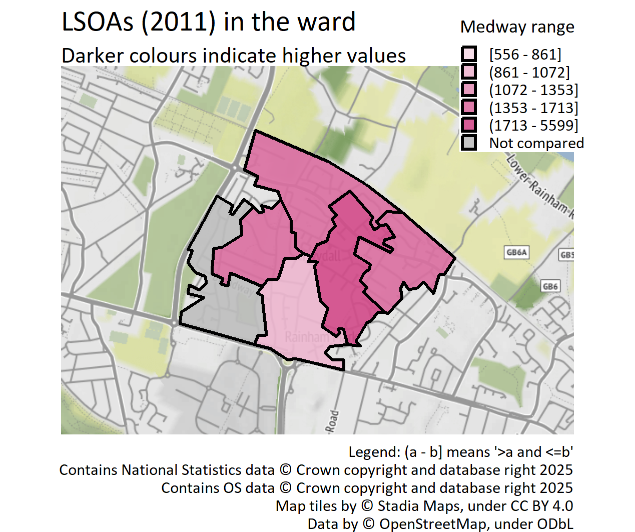 LSOAs (2011) in the ward
Darker colours indicate higher values
Medway range
[556 - 861]
(861 - 1072]
(1072 - 1353]
(1353 - 1713]
(1713 - 5599]
Not compared
Lower-Rainham-R
GB6A
GBS
GB6
Rainham
-Road
Legend: (a - b] means '>a and <=b'
Contains National Statistics data © Crown copyright and database right 2025
Contains OS data © Crown copyright and database right 2025
Map tiles by © Stadia Maps, under CC BY 4.0
Data by © OpenStreetMap, under ODbL